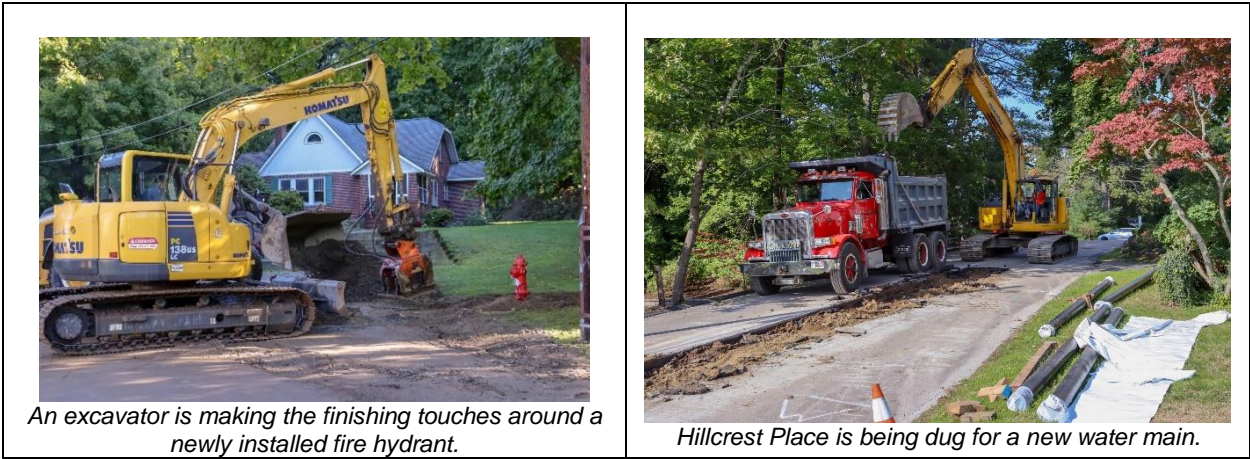 KOMATSU
KOMATSU
PC
138US
LC
An excavator is making the finishing touches around a
newly installed fire hydrant.
Hillcrest Place is being dug for a new water main.